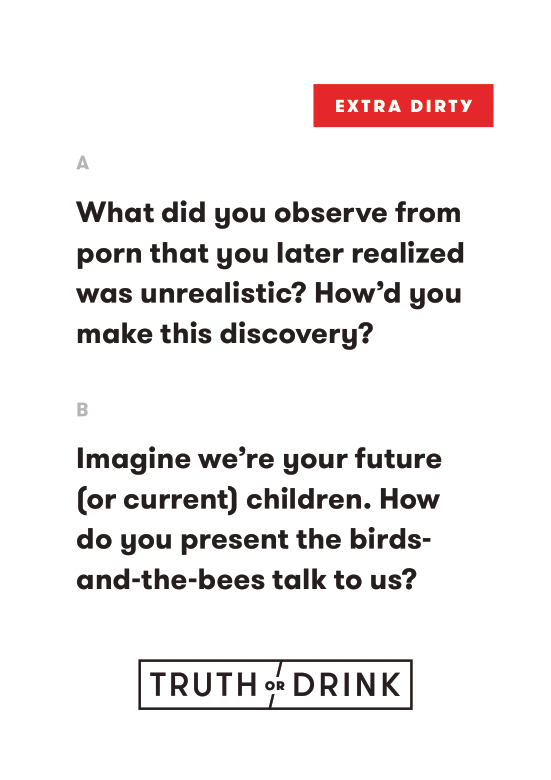 EXTRA DIRTY
A
What did you observe from
porn that you later realized
was unrealistic? How’d you
make this discovery?
B
Imagine we’re your future
(or current) children. How
do you present the birds-
and-the-bees talk to us?
TRUTH OR DRINK